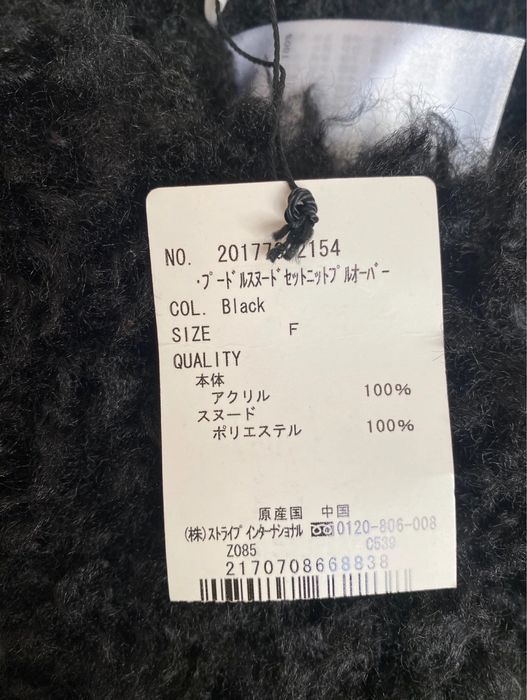 NO. 2017 2154
・プードルスヌードセットニットプルオーバー
COL. Black
SIZE F
QUALITY
本体
アクリル 100%
スヌード
ポリエステル 100%
原産国 中国
(株)ストライプインターナショナル 0120-806-008
Z085 C539
2170708668838